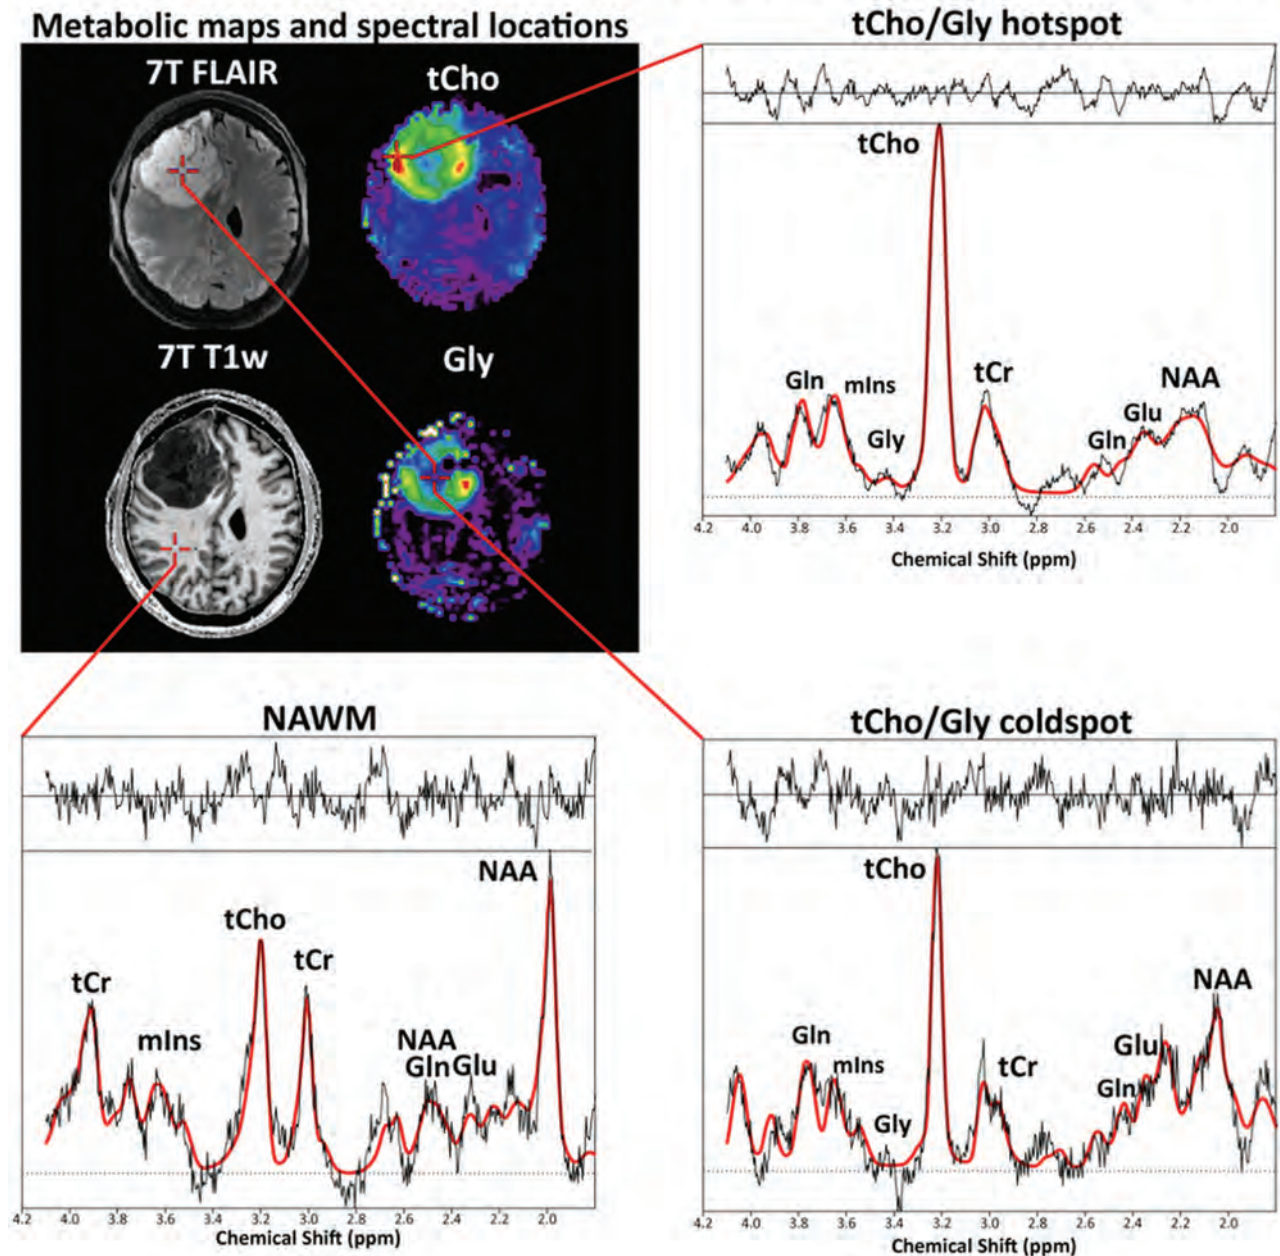 Metabolic maps and spectral locations
7T FLAIR
tCho
7T T1w
Gly
tCho/Gly hotspot
tCho
Gln
mIns
Gly
tCr
Gln
Glu
NAA
4.2 4.0 3.8 3.6 3.4 3.2 3.0 2.8 2.6 2.4 2.2 2.0
Chemical Shift (ppm)
NAWM
tCr
mIns
tCho
tCr
NAA
Gln Glu
NAA
4.2 4.0 3.8 3.6 3.4 3.2 3.0 2.8 2.6 2.4 2.2 2.0
Chemical Shift (ppm)
tCho/Gly coldspot
tCho
Gln
mIns
Gly
tCr
Gln
Glu
NAA
4.2 4.0 3.8 3.6 3.4 3.2 3.0 2.8 2.6 2.4 2.2 2.0
Chemical Shift (ppm)